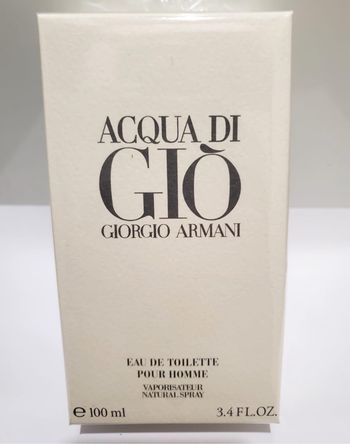 ACQUA DI
GIÒ
GIORGIO ARMANI
EAU DE TOILETTE
POUR HOMME
VAPORISATEUR
NATURAL SPRAY
℮ 100 ml 3.4 FL.OZ.